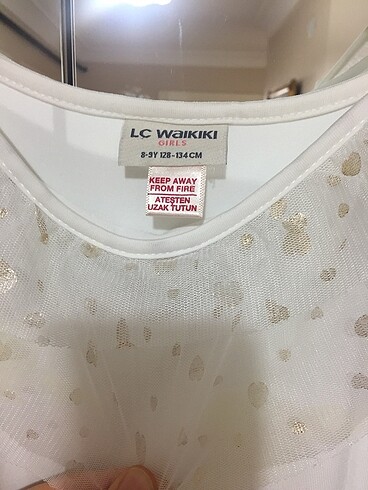 LC WAIKIKI
GIRLS
8-9Y 128-134 CM
KEEP AWAY
FROM FIRE
ATEŞTEN
UZAK TUTUN